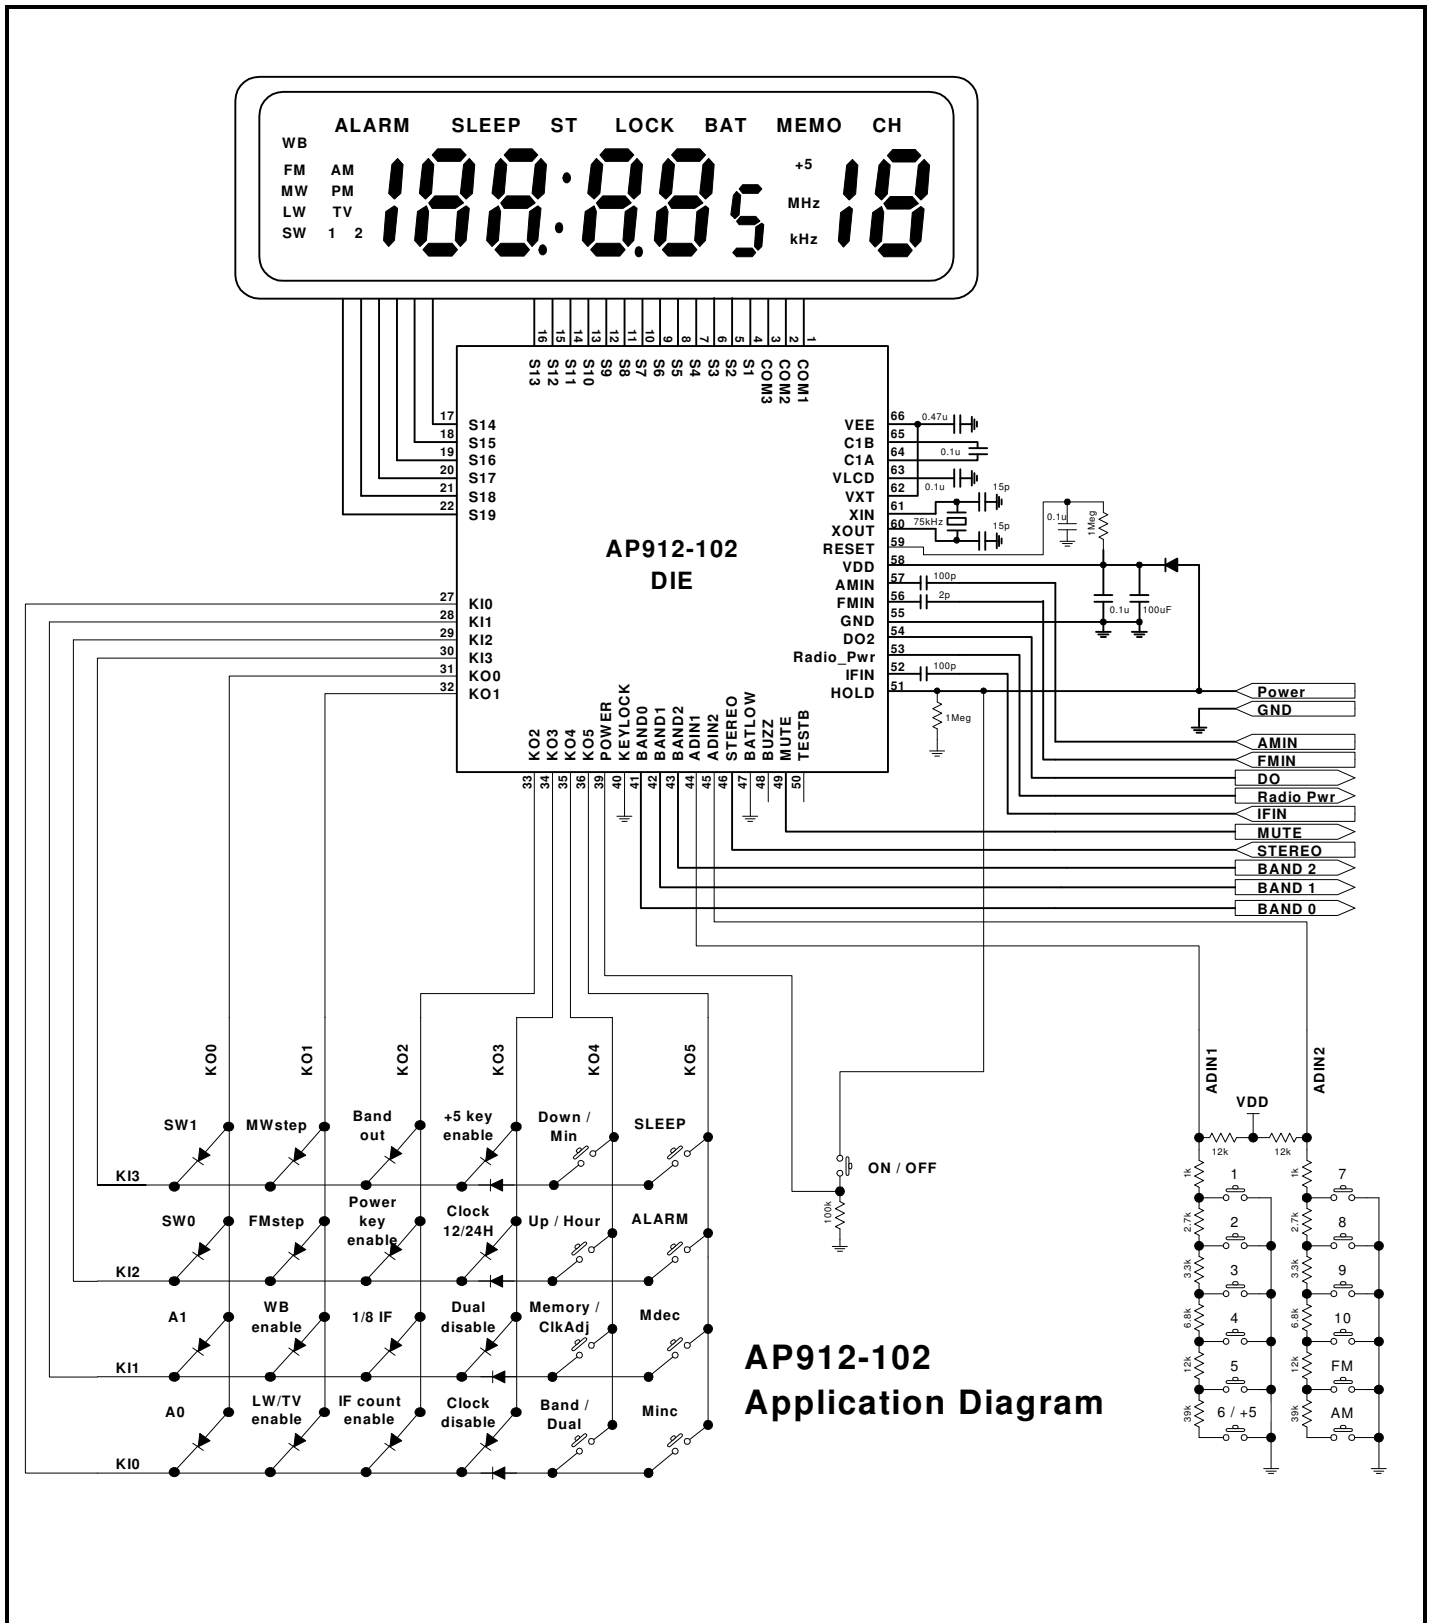 ALARM SLEEP ST LOCK BAT MEMO CH
WB
FM AM
MW PM
LW TV
SW 1 2
188:8.8 5
+5
MHz
kHz
18
16 15 14 13 12 11 10 9 8 7 6 5 4 3 2 1
S13 S12 S11 S10 S9 S8 S7 S6 S5 S4 S3 S2 S1 COM3 COM2 COM1
17 S14
18 S15
19 S16
20 S17
21 S18
22 S19
27 KI0
28 KI1
29 KI2
30 KI3
31 KO0
32 KO1
AP912-102
DIE
VEE 66 0.47u
C1B 65
C1A 64 0.1u
VLCD 63 0.1u
VXT 62
XIN 61 15p
75kHz
XOUT 60 15p
RESET 59 0.1u 1Meg
VDD 58
AMIN 57 100p
FMIN 56 2p
0.1u 100uF
GND 55
DO2 54
Radio_Pwr 53
IFIN 52 100p
HOLD 51
1Meg
KO2 KO3 KO4 KO5 POWER KEYLOCK BAND0 BAND1 BAND2 ADIN1 ADIN2 STEREO BATLOW BUZZ MUTE TESTB
33 34 35 36 39 40 41 42 43 44 45 46 47 48 49 50
Power
GND
AMIN
FMIN
DO
Radio Pwr
IFIN
MUTE
STEREO
BAND 2
BAND 1
BAND 0
KO0 KO1 KO2 KO3 KO4 KO5
SW1 MWstep Band out +5 key enable Down / Min SLEEP
KI3
SW0 FMstep Power key enable Clock 12/24H Up / Hour ALARM
KI2
A1 WB enable 1/8 IF Dual disable Memory / ClkAdj Mdec
KI1
A0 LW/TV enable IF count enable Clock disable Band / Dual Minc
KI0
ON / OFF
100k
ADIN1 ADIN2
VDD
12k 12k
1k 1 1k 7
2.7k 2 2.7k 8
3.3k 3 3.3k 9
6.8k 4 6.8k 10
12k 5 12k FM
39k 6 / +5 39k AM
AP912-102
Application Diagram